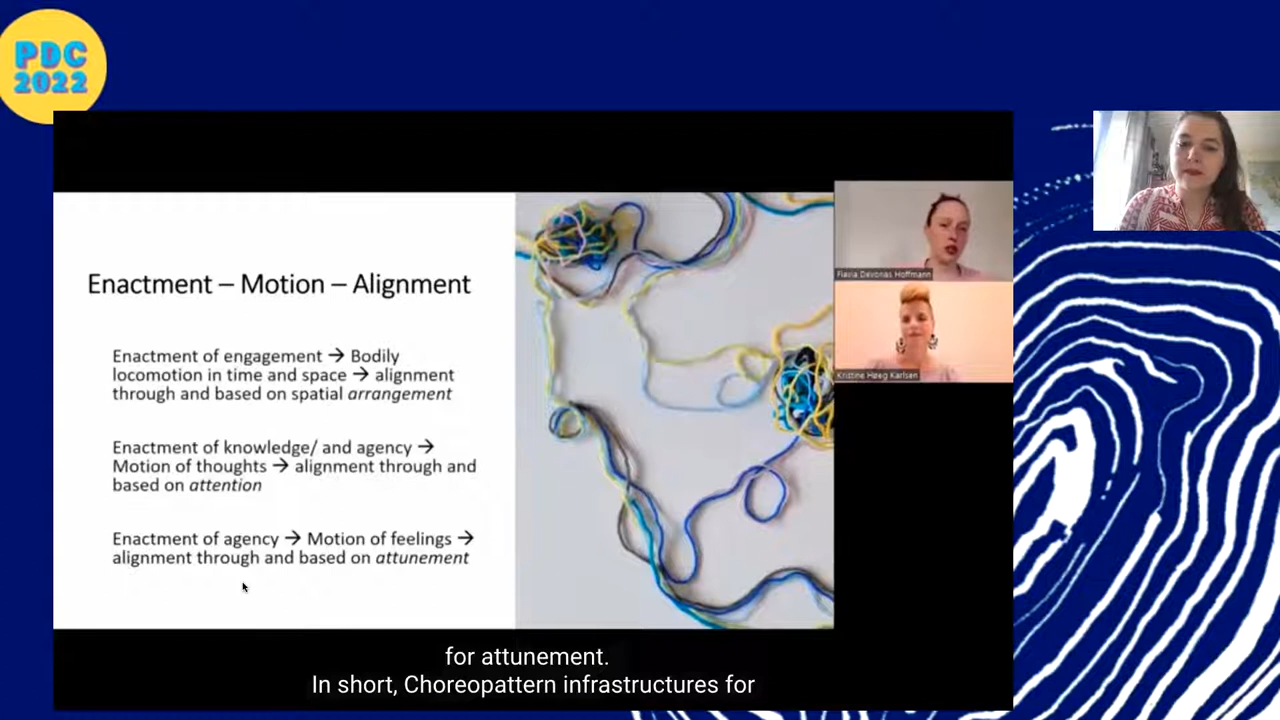 PDC
2022
Enactment – Motion – Alignment
Enactment of engagement → Bodily
locomotion in time and space → alignment
through and based on spatial arrangement
Enactment of knowledge/ and agency →
Motion of thoughts → alignment through and
based on attention
Enactment of agency → Motion of feelings →
alignment through and based on attunement
Flavia Devonas Hoffmann
Kristine Høeg Karlsen
for attunement.
In short, Choreopattern infrastructures for